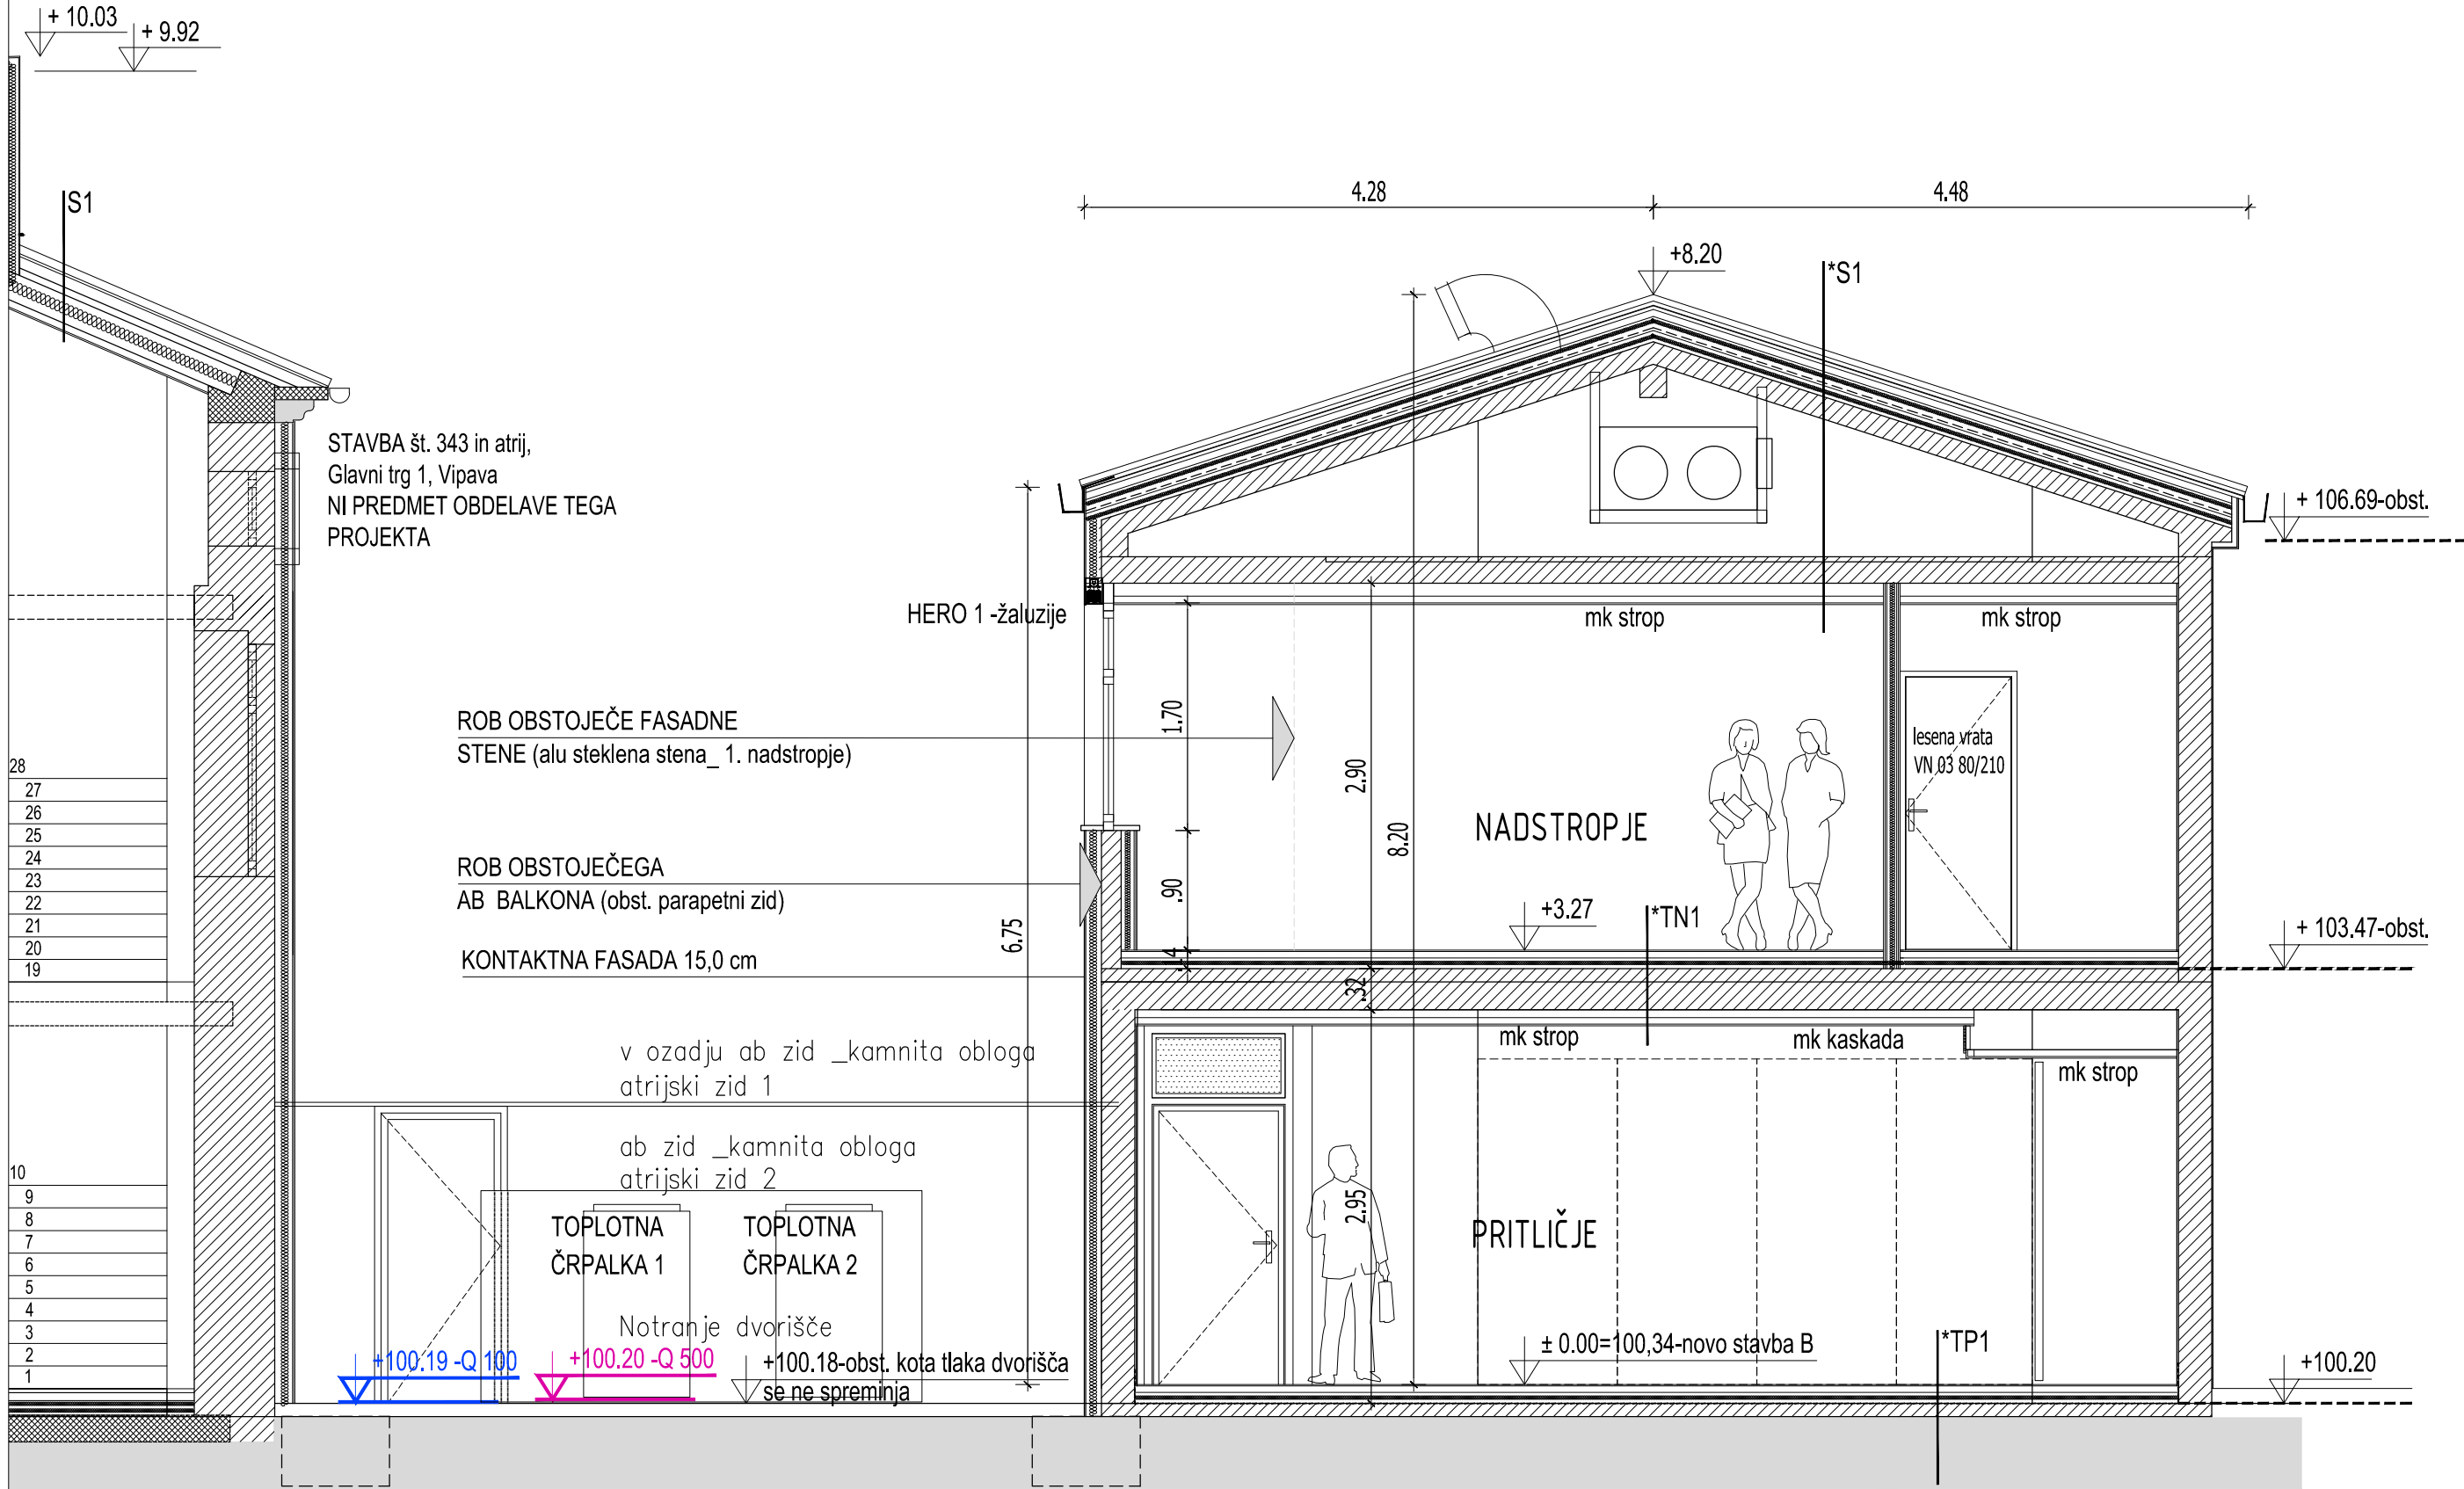 + 10.03
+ 9.92
S1
4.28
4.48
+8.20
*S1
STAVBA št. 343 in atrij,
Glavni trg 1, Vipava
NI PREDMET OBDELAVE TEGA
PROJEKTA
+ 106.69-obst.
HERO 1 -žaluzije
mk strop
mk strop
ROB OBSTOJEČE FASADNE
STENE (alu steklena stena_ 1. nadstropje)
1.70
2.90
8.20
lesena vrata
VN 03 80/210
NADSTROPJE
28
27
26
25
24
23
22
21
20
19
ROB OBSTOJEČEGA
AB BALKONA (obst. parapetni zid)
.90
6.75
+3.27
*TN1
+ 103.47-obst.
KONTAKTNA FASADA 15,0 cm
.32
v ozadju ab zid _kamnita obloga
atrijski zid 1
mk strop
mk kaskada
mk strop
ab zid _kamnita obloga
atrijski zid 2
10
9
8
7
6
5
4
3
2
1
TOPLOTNA
ČRPALKA 1
TOPLOTNA
ČRPALKA 2
2.95
PRITLIČJE
Notranje dvorišče
+100.19 -Q 100
+100.20 -Q 500
+100.18-obst. kota tlaka dvorišča
se ne spreminja
± 0.00=100,34-novo stavba B
*TP1
+100.20